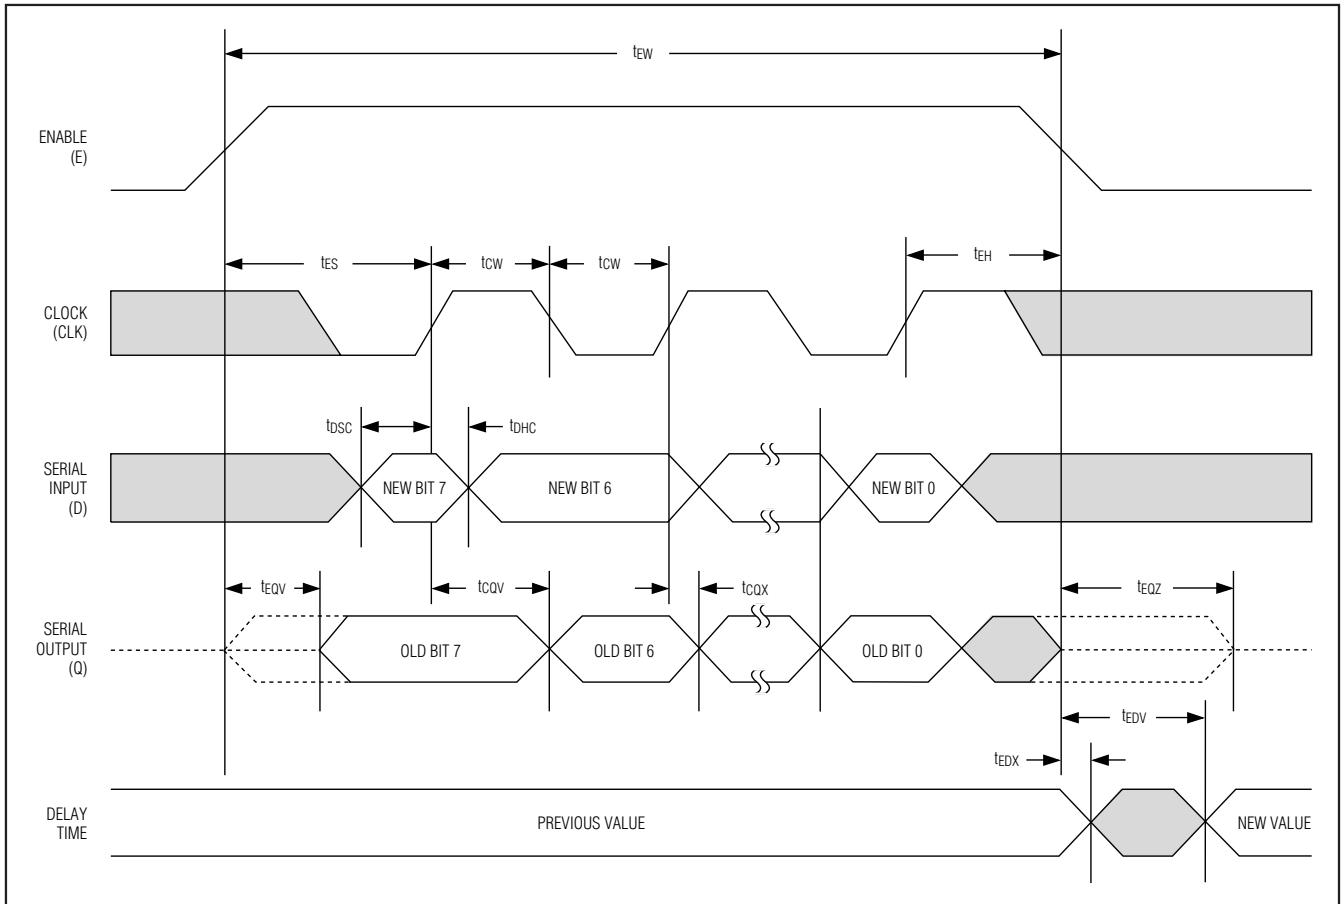 tEW
ENABLE
(E)
tES
tCW
tCW
tEH
CLOCK
(CLK)
tDSC
tDHC
SERIAL
INPUT
(D)
NEW BIT 7
NEW BIT 6
NEW BIT 0
tEQV
tCQV
tCQX
tEQZ
SERIAL
OUTPUT
(Q)
OLD BIT 7
OLD BIT 6
OLD BIT 0
tEDV
tEDX
DELAY
TIME
PREVIOUS VALUE
NEW VALUE